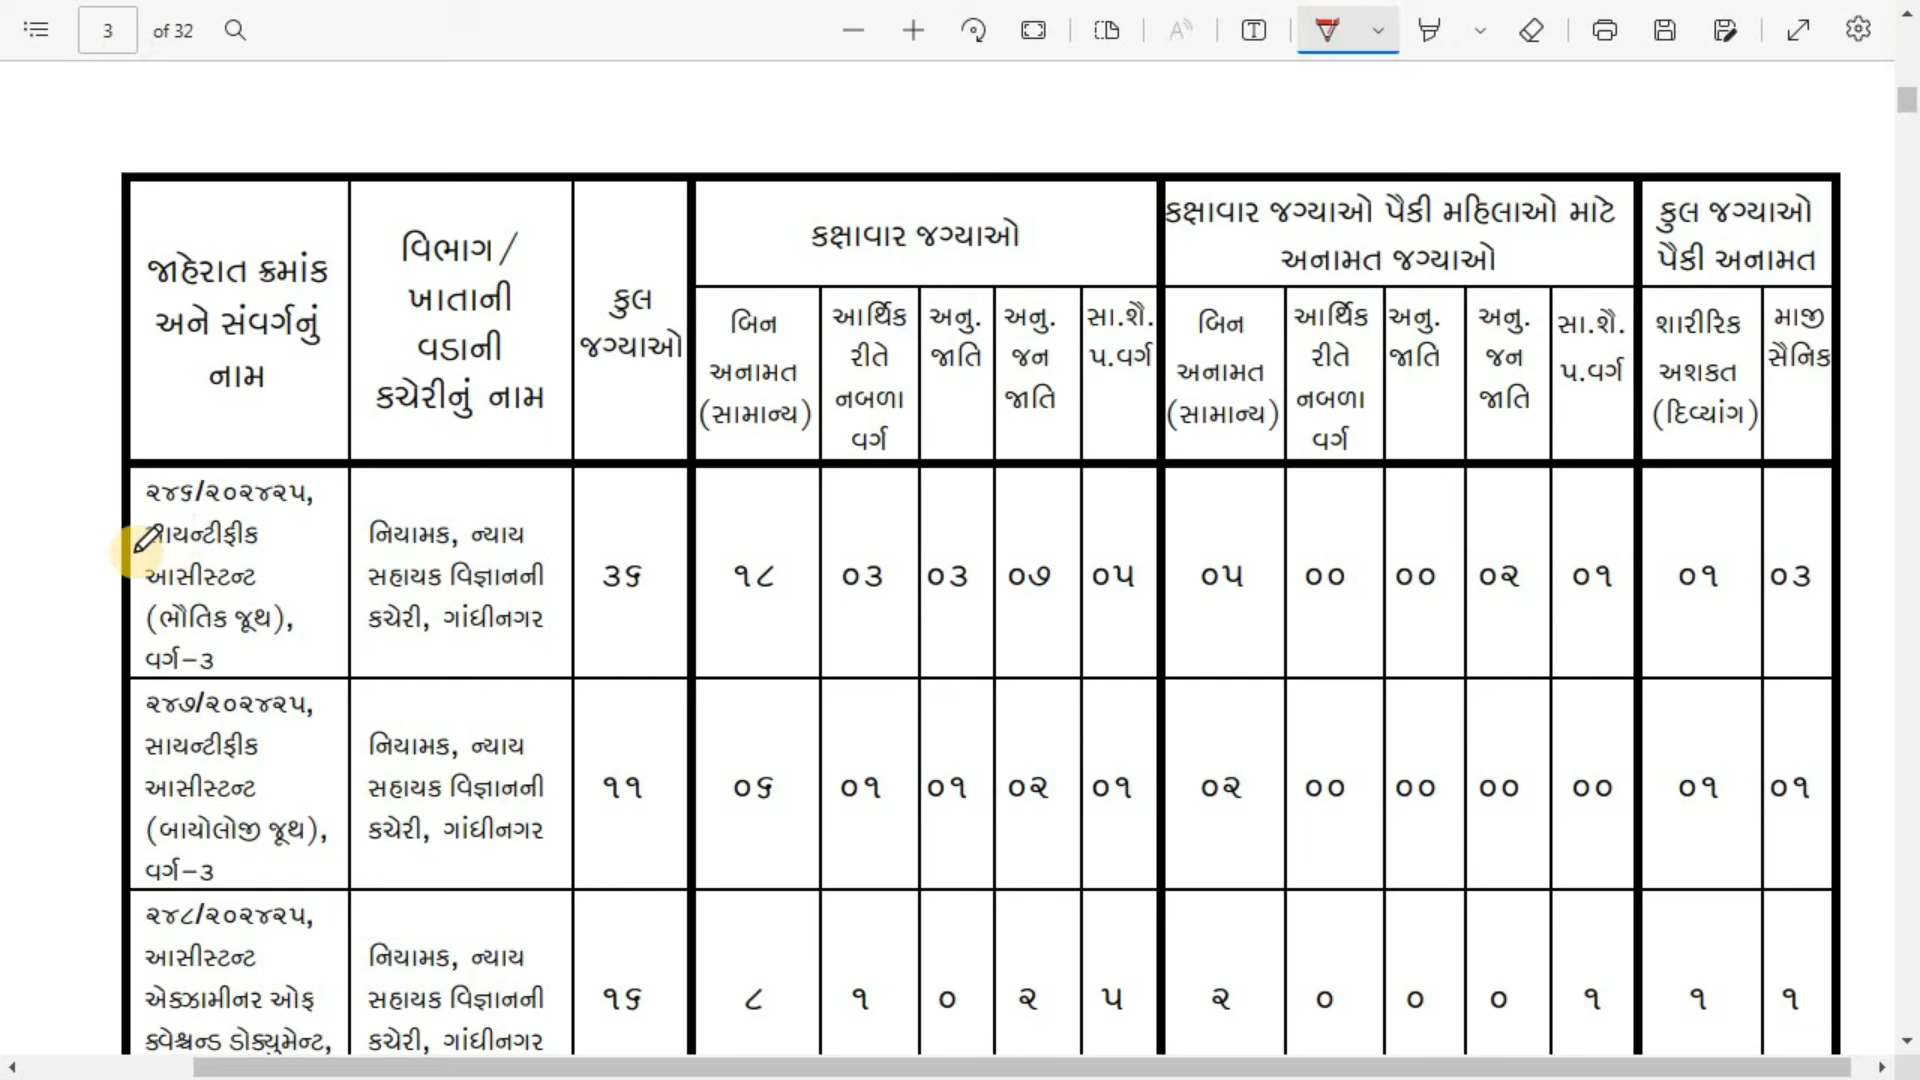 3 of 32
જાહેરાત ક્રમાંક
અને સંવર્ગનું
નામ
વિભાગ /
ખાતાની
વડાની
કચેરીનું નામ
કુલ
જગ્યાઓ
કક્ષાવાર જગ્યાઓ
કક્ષાવાર જગ્યાઓ પૈકી મહિલાઓ માટે
અનામત જગ્યાઓ
કુલ જગ્યાઓ
પૈકી અનામત
બિન
અનામત
(સામાન્ય)
આર્થિક
રીતે
નબળા
વર્ગ
અનુ.
જાતિ
અનુ.
જન
જાતિ
સા.શૈ.
પ.વર્ગ
બિન
અનામત
(સામાન્ય)
આર્થિક
રીતે
નબળા
વર્ગ
અનુ.
જાતિ
અનુ.
જન
જાતિ
સા.શૈ.
પ.વર્ગ
શારીરિક
અશકત
(દિવ્યાંગ)
માજી
સૈનિક
૨૪૬/૨૦૨૪૨૫,
સાયન્ટીફીક
આસીસ્ટન્ટ
(ભૌતિક જૂથ),
વર્ગ-૩
નિયામક, ન્યાય
સહાયક વિજ્ઞાનની
કચેરી, ગાંધીનગર
૩૬ ૧૮ ૦૩ ૦૩ ૦૭ ૦૫ ૦૫ ૦૦ ૦૦ ૦૨ ૦૧ ૦૧ ૦૩
૨૪૭/૨૦૨૪૨૫,
સાયન્ટીફીક
આસીસ્ટન્ટ
(બાયોલોજી જૂથ),
વર્ગ-૩
નિયામક, ન્યાય
સહાયક વિજ્ઞાનની
કચેરી, ગાંધીનગર
૧૧ ૦૬ ૦૧ ૦૧ ૦૨ ૦૧ ૦૨ ૦૦ ૦૦ ૦૦ ૦૦ ૦૧ ૦૧
૨૪૮/૨૦૨૪૨૫,
આસીસ્ટન્ટ
એક્ઝામીનર ઓફ
ક્વેશ્ચન્ડ ડોક્યુમેન્ટ,
નિયામક, ન્યાય
સહાયક વિજ્ઞાનની
કચેરી, ગાંધીનગર
૧૬ ૮ ૧ ૦ ૨ ૫ ૨ ૦ ૦ ૦ ૧ ૧ ૧